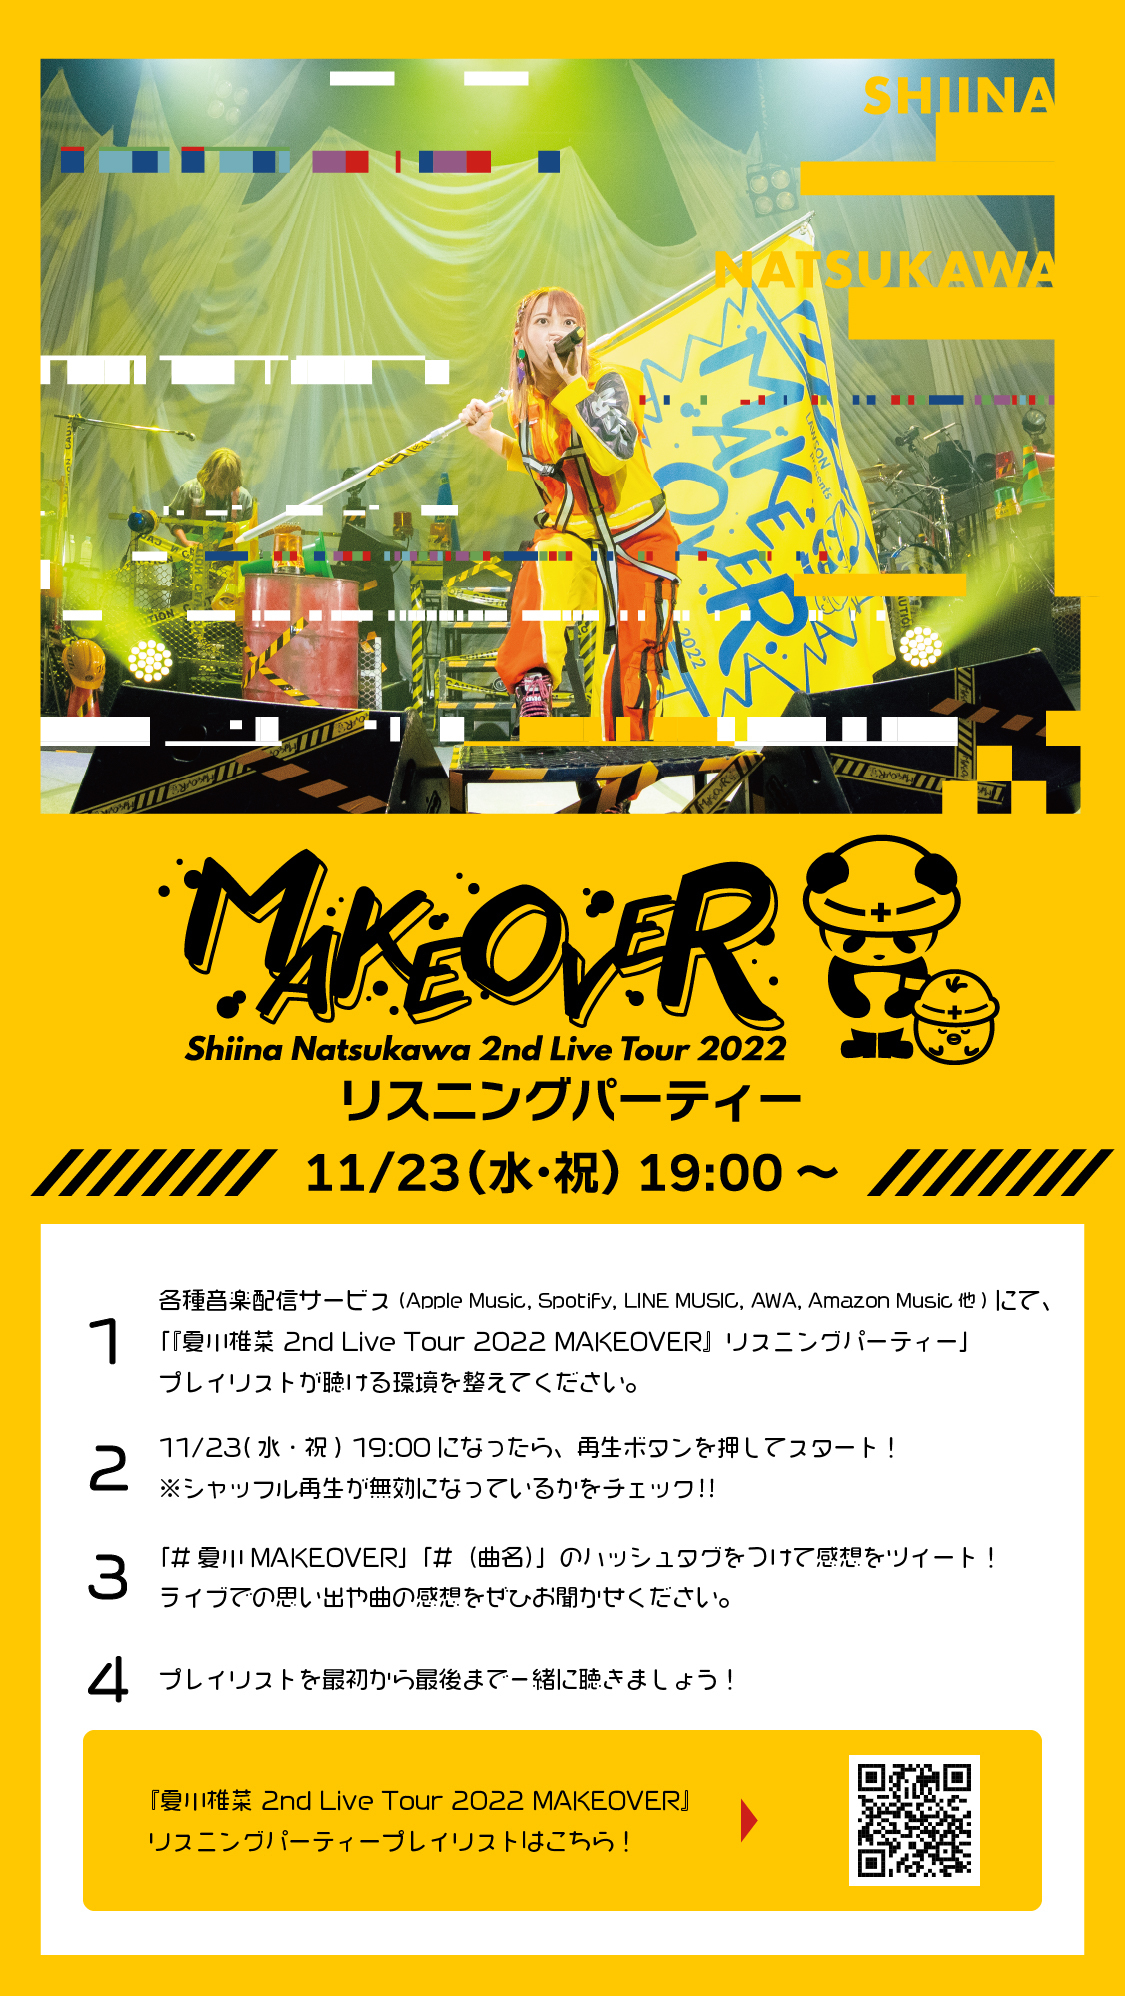 SHIINA
NATSUKAWA
MAKE
OVER
LAWSON
presents
2022
MAKEOVER
Shiina Natsukawa 2nd Live Tour 2022
リスニングパーティー
11/23(水・祝) 19:00 〜
1
各種音楽配信サービス (Apple Music, Spotify, LINE MUSIC, AWA, Amazon Music 他) にて、
「『夏川椎菜 2nd Live Tour 2022 MAKEOVER』リスニングパーティー」
プレイリストが聴ける環境を整えてください。
2
11/23( 水・祝 ) 19:00 になったら、再生ボタンを押してスタート！
※シャッフル再生が無効になっているかをチェック!!
3
「# 夏川 MAKEOVER」「#（曲名）」のハッシュタグをつけて感想をツイート！
ライブでの思い出や曲の感想をぜひお聞かせください。
4
プレイリストを最初から最後まで一緒に聴きましょう！
『夏川椎菜 2nd Live Tour 2022 MAKEOVER』
リスニングパーティープレイリストはこちら！